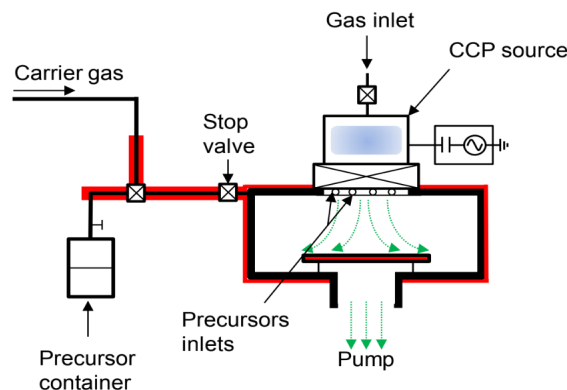 Gas inlet
CCP source
Carrier gas
Stop
valve
Precursors
inlets
Precursor
container
Pump